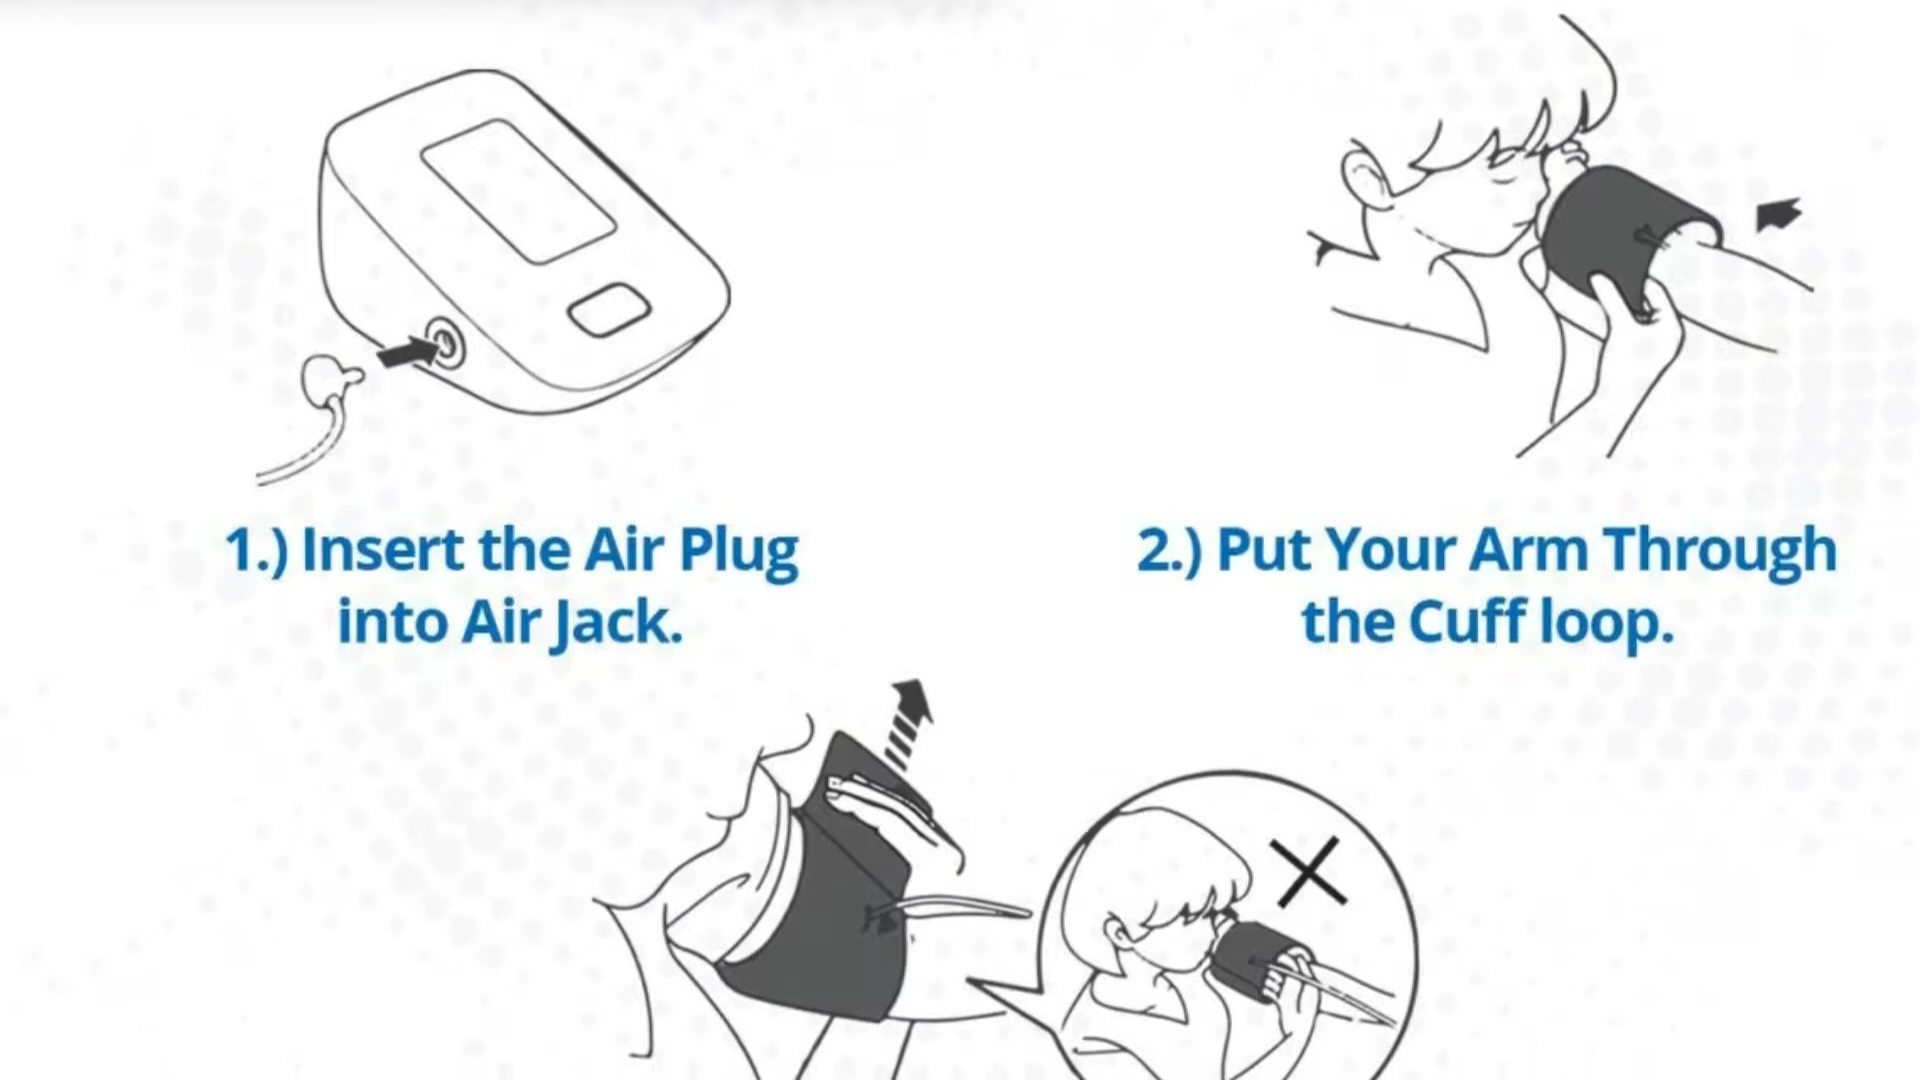 1.) Insert the Air Plug
into Air Jack.
2.) Put Your Arm Through
the Cuff loop.